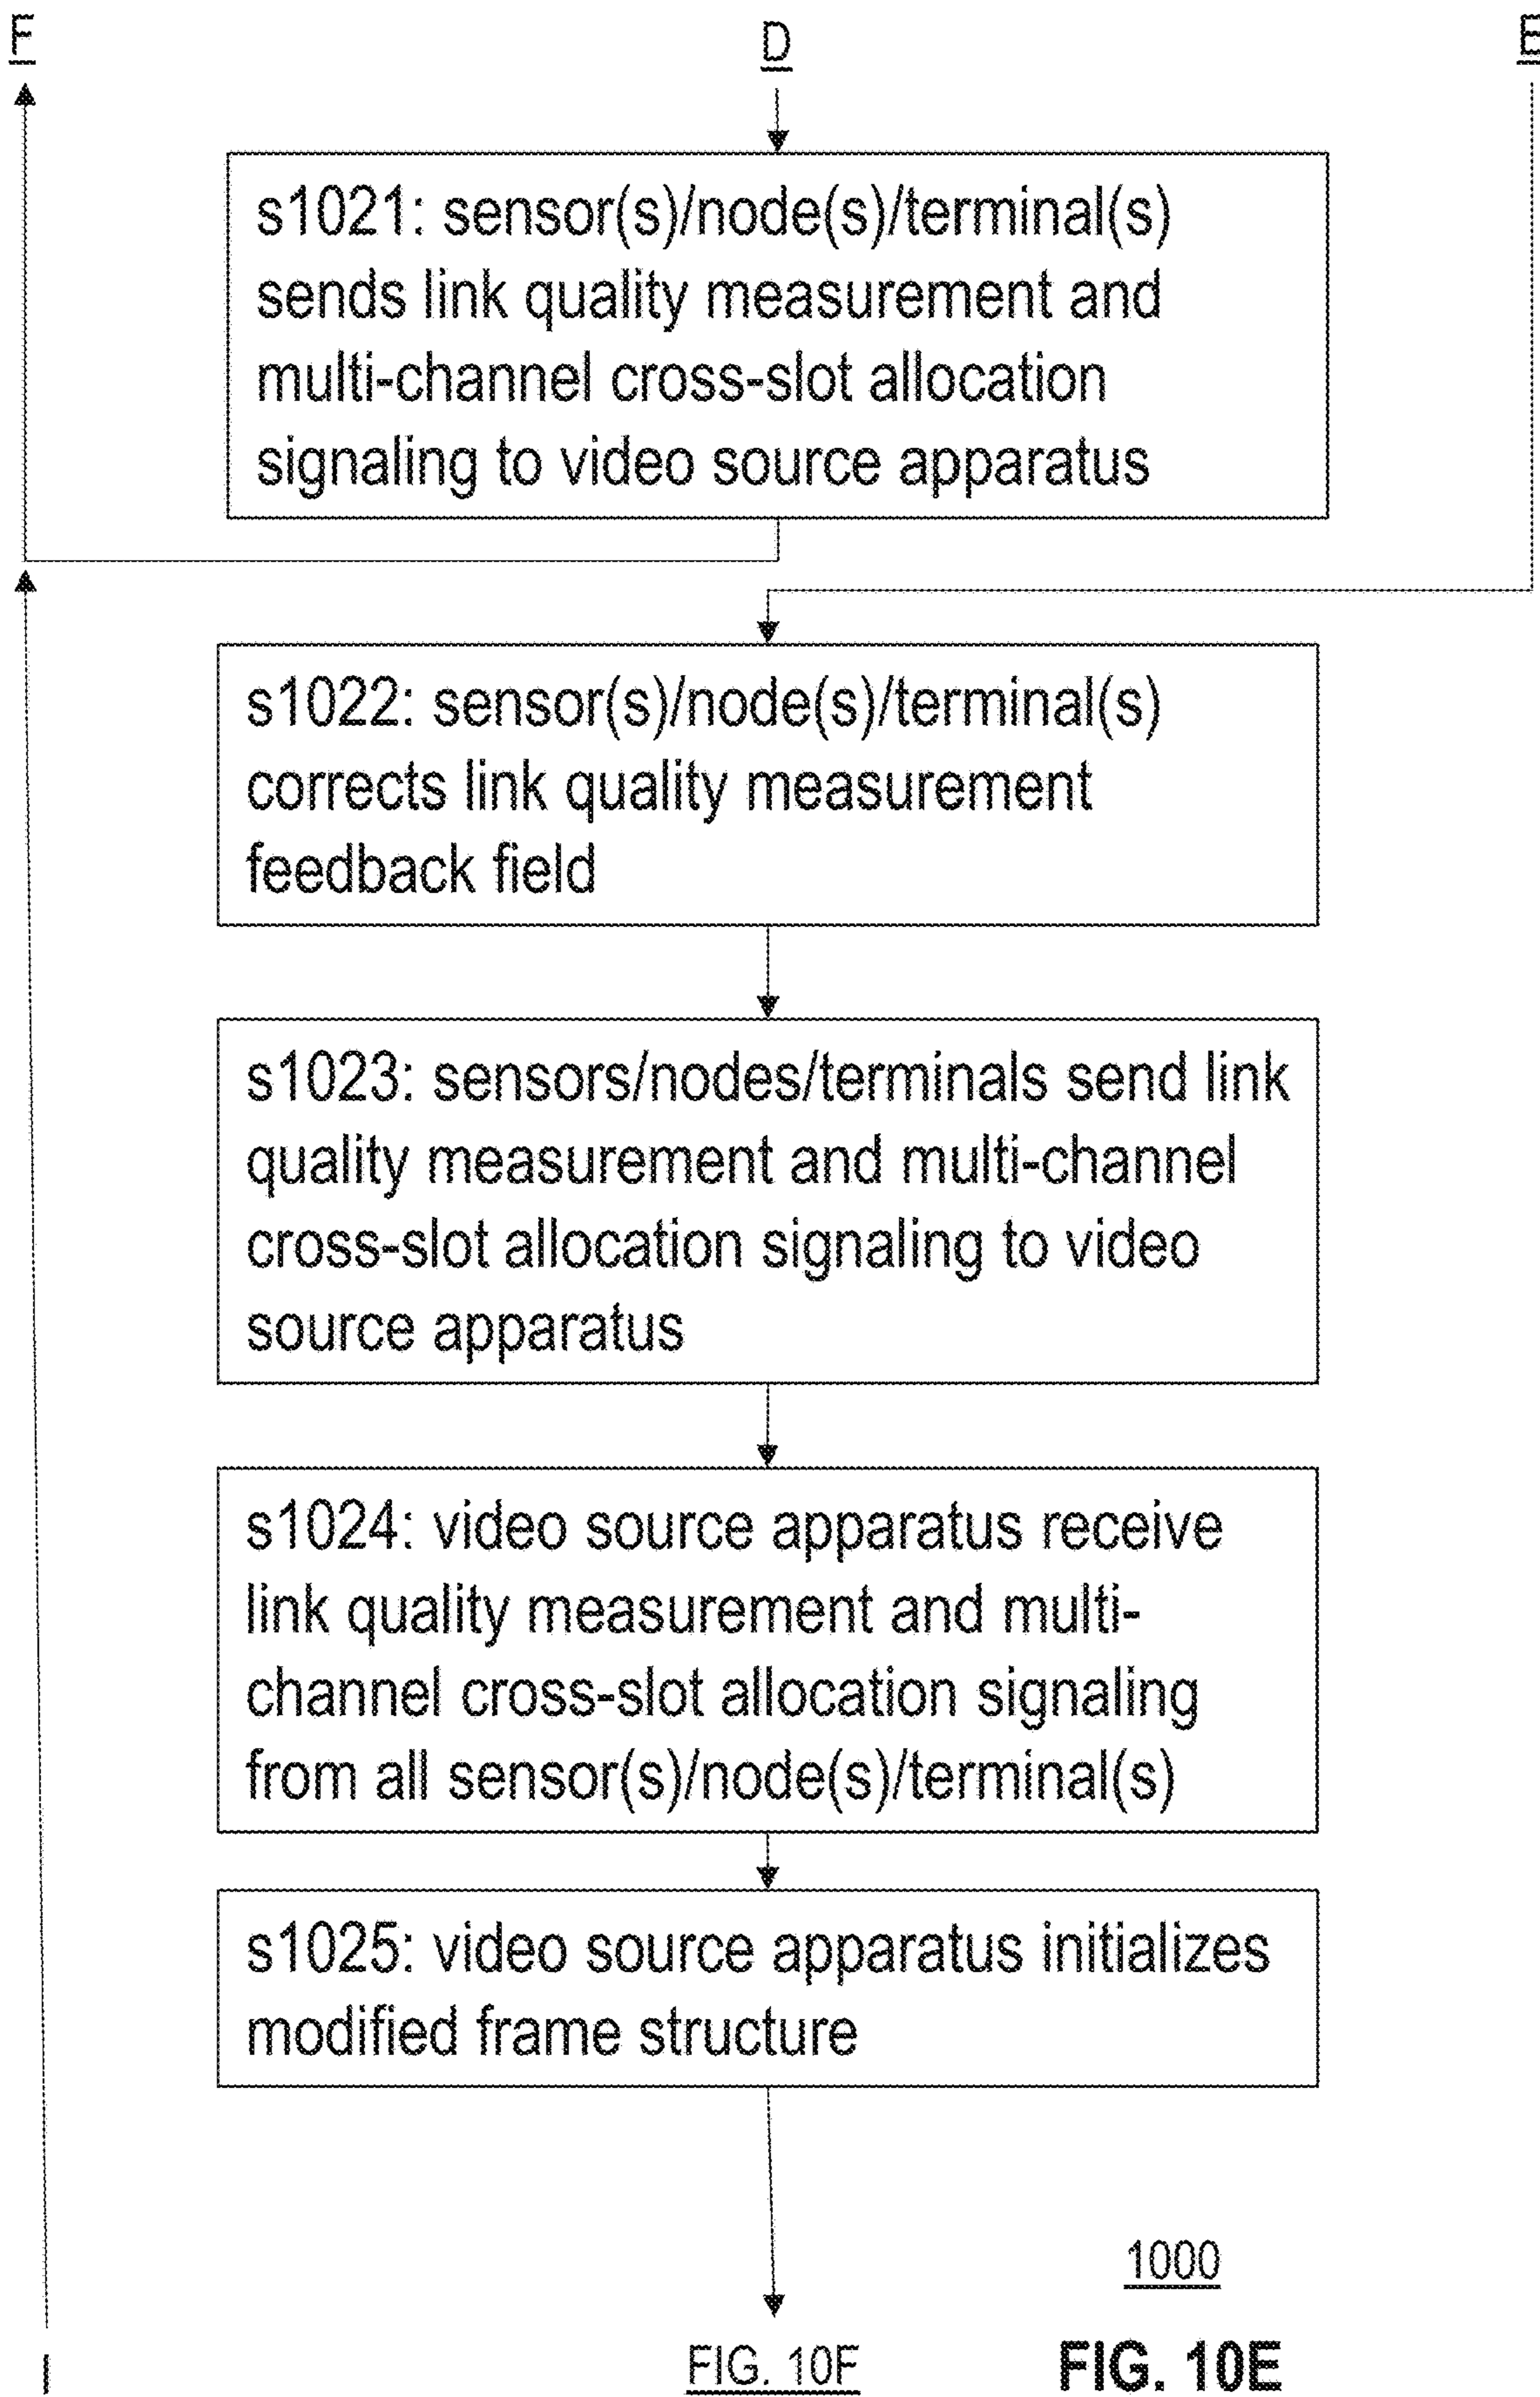 F
D
E
s1021: sensor(s)/node(s)/terminal(s)
sends link quality measurement and
multi-channel cross-slot allocation
signaling to video source apparatus
s1022: sensor(s)/node(s)/terminal(s)
corrects link quality measurement
feedback field
s1023: sensors/nodes/terminals send link
quality measurement and multi-channel
cross-slot allocation signaling to video
source apparatus
s1024: video source apparatus receive
link quality measurement and multi-
channel cross-slot allocation signaling
from all sensor(s)/node(s)/terminal(s)
s1025: video source apparatus initializes
modified frame structure
1000
I
FIG. 10F
FIG. 10E